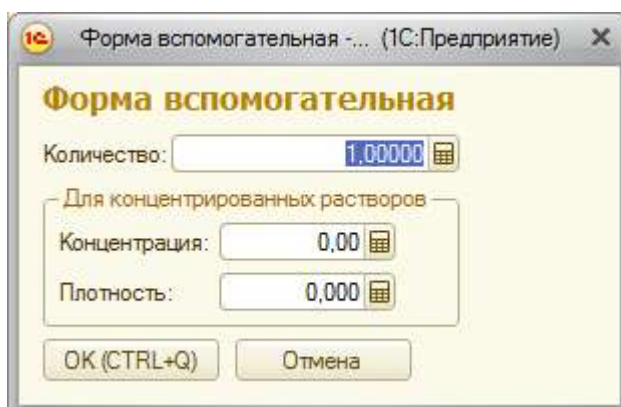 1С Форма вспомогательная -... (1С:Предприятие)
Форма вспомогательная
Количество: 1,00000
Для концентрированных растворов
Концентрация: 0,00
Плотность: 0,000
OK (CTRL+Q) Отмена